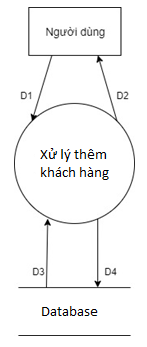 Người dùng
D1
D2
Xử lý thêm
khách hàng
D3
D4
Database